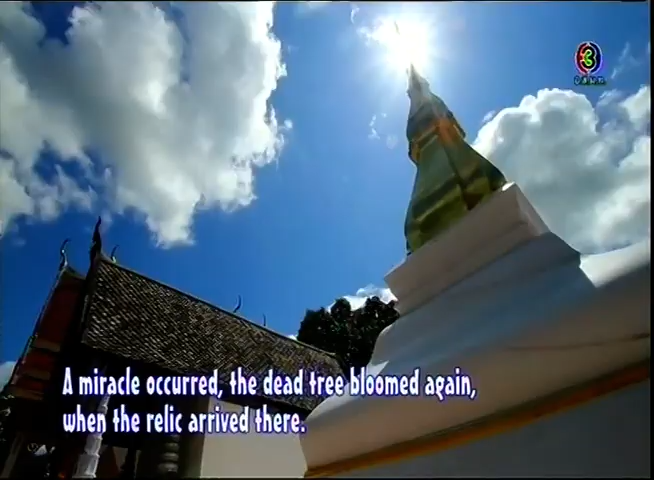 A miracle occurred, the dead tree bloomed again,
when the relic arrived there.